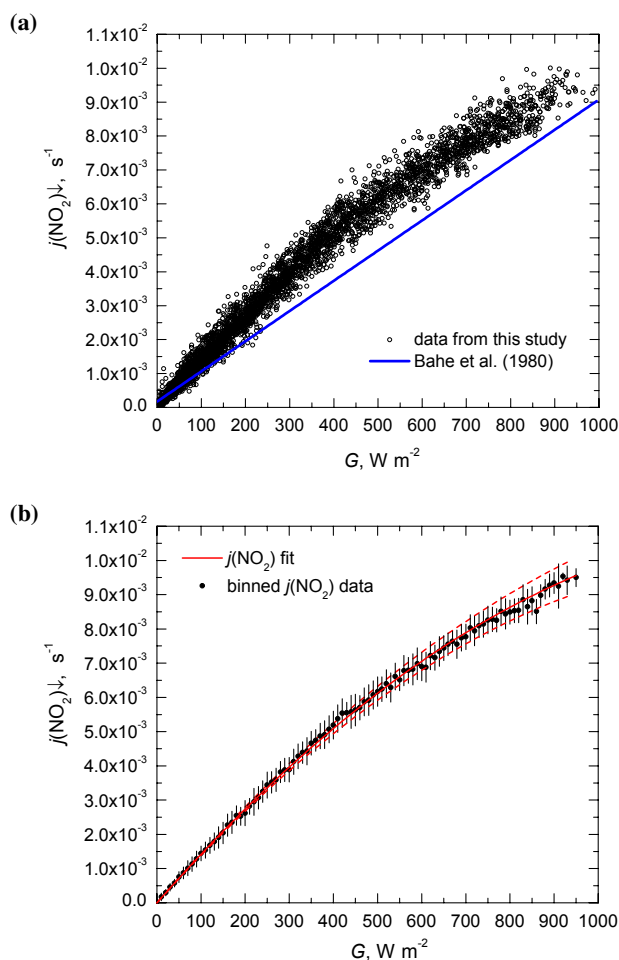 (a)
1.1x10⁻²
1.0x10⁻²
9.0x10⁻³
8.0x10⁻³
7.0x10⁻³
6.0x10⁻³
5.0x10⁻³
4.0x10⁻³
3.0x10⁻³
2.0x10⁻³
1.0x10⁻³
0.0
j(NO₂)↓, s⁻¹
data from this study
Bahe et al. (1980)
0 100 200 300 400 500 600 700 800 900 1000
G, W m⁻²
(b)
1.1x10⁻²
1.0x10⁻²
9.0x10⁻³
8.0x10⁻³
7.0x10⁻³
6.0x10⁻³
5.0x10⁻³
4.0x10⁻³
3.0x10⁻³
2.0x10⁻³
1.0x10⁻³
0.0
j(NO₂)↓, s⁻¹
j(NO₂) fit
binned j(NO₂) data
0 100 200 300 400 500 600 700 800 900 1000
G, W m⁻²